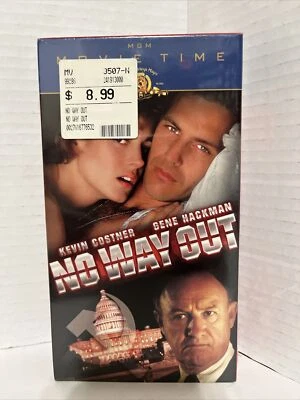 MGM
MOVIE TIME
MV 0507-N
$ 8.99
NO WAY OUT
NO WAY OUT
KEVIN COSTNER GENE HACKMAN
NO WAY OUT